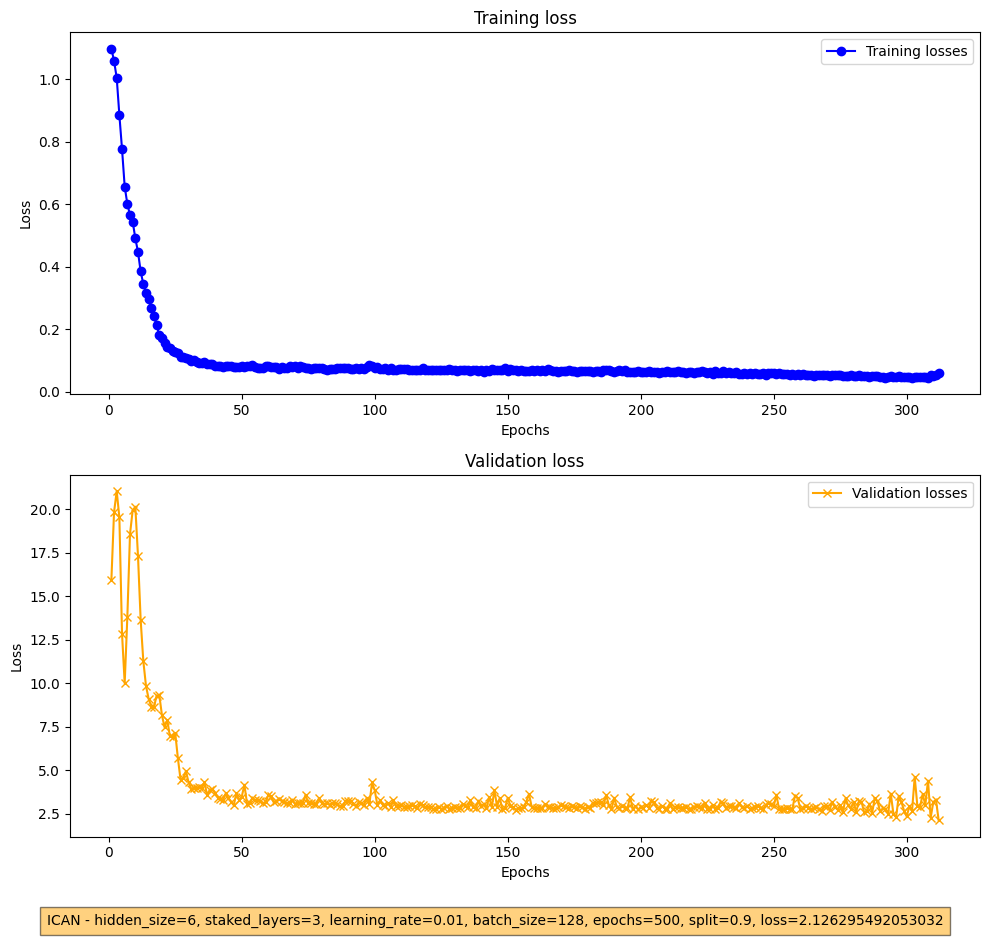 Training loss
Training losses
1.0
0.8
0.6
0.4
0.2
0.0
Loss
0 50 100 150 200 250 300
Epochs
Validation loss
Validation losses
20.0
17.5
15.0
12.5
10.0
7.5
5.0
2.5
Loss
0 50 100 150 200 250 300
Epochs
ICAN - hidden_size=6, staked_layers=3, learning_rate=0.01, batch_size=128, epochs=500, split=0.9, loss=2.126295492053032